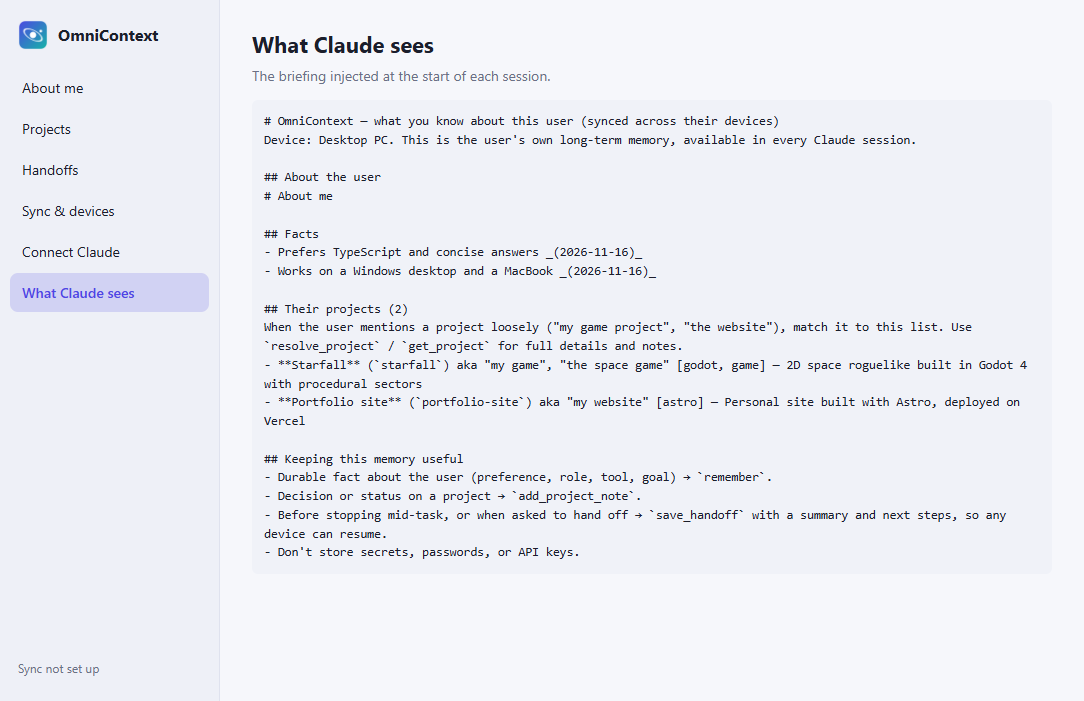 OmniContext
About me
Projects
Handoffs
Sync & devices
Connect Claude
What Claude sees
Sync not set up
What Claude sees
The briefing injected at the start of each session.
# OmniContext — what you know about this user (synced across their devices)
Device: Desktop PC. This is the user's own long-term memory, available in every Claude session.
## About the user
# About me
## Facts
- Prefers TypeScript and concise answers _(2026-11-16)_
- Works on a Windows desktop and a MacBook _(2026-11-16)_
## Their projects (2)
When the user mentions a project loosely ("my game project", "the website"), match it to this list. Use
`resolve_project` / `get_project` for full details and notes.
- **Starfall** (`starfall`) aka "my game", "the space game" [godot, game] — 2D space roguelike built in Godot 4
with procedural sectors
- **Portfolio site** (`portfolio-site`) aka "my website" [astro] — Personal site built with Astro, deployed on
Vercel
## Keeping this memory useful
- Durable fact about the user (preference, role, tool, goal) → `remember`.
- Decision or status on a project → `add_project_note`.
- Before stopping mid-task, or when asked to hand off → `save_handoff` with a summary and next steps, so any
device can resume.
- Don't store secrets, passwords, or API keys.